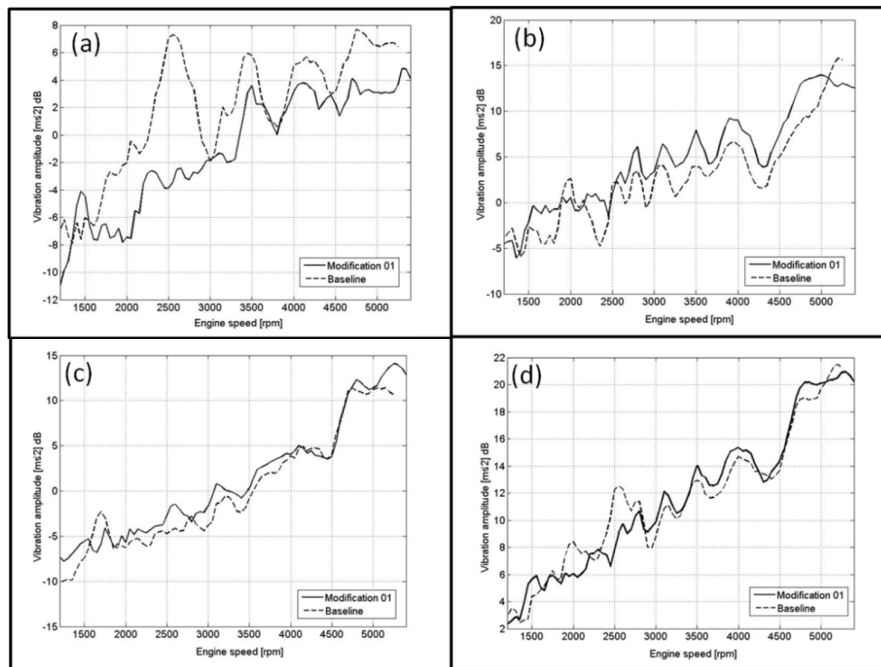 (a)
Vibration amplitude [ms2] dB
8
6
4
2
0
-2
-4
-6
-8
-10
-12
1500 2000 2500 3000 3500 4000 4500 5000
Engine speed [rpm]
Modification 01
Baseline
(b)
Vibration amplitude [ms2] dB
20
15
10
5
0
-5
-10
1500 2000 2500 3000 3500 4000 4500 5000
Engine speed [rpm]
Modification 01
Baseline
(c)
Vibration amplitude [ms2] dB
15
10
5
0
-5
-10
-15
1500 2000 2500 3000 3500 4000 4500 5000
Engine speed [rpm]
Modification 01
Baseline
(d)
Vibration amplitude [ms2] dB
22
20
18
16
14
12
10
8
6
4
2
1500 2000 2500 3000 3500 4000 4500 5000
Engine speed [rpm]
Modification 01
Baseline